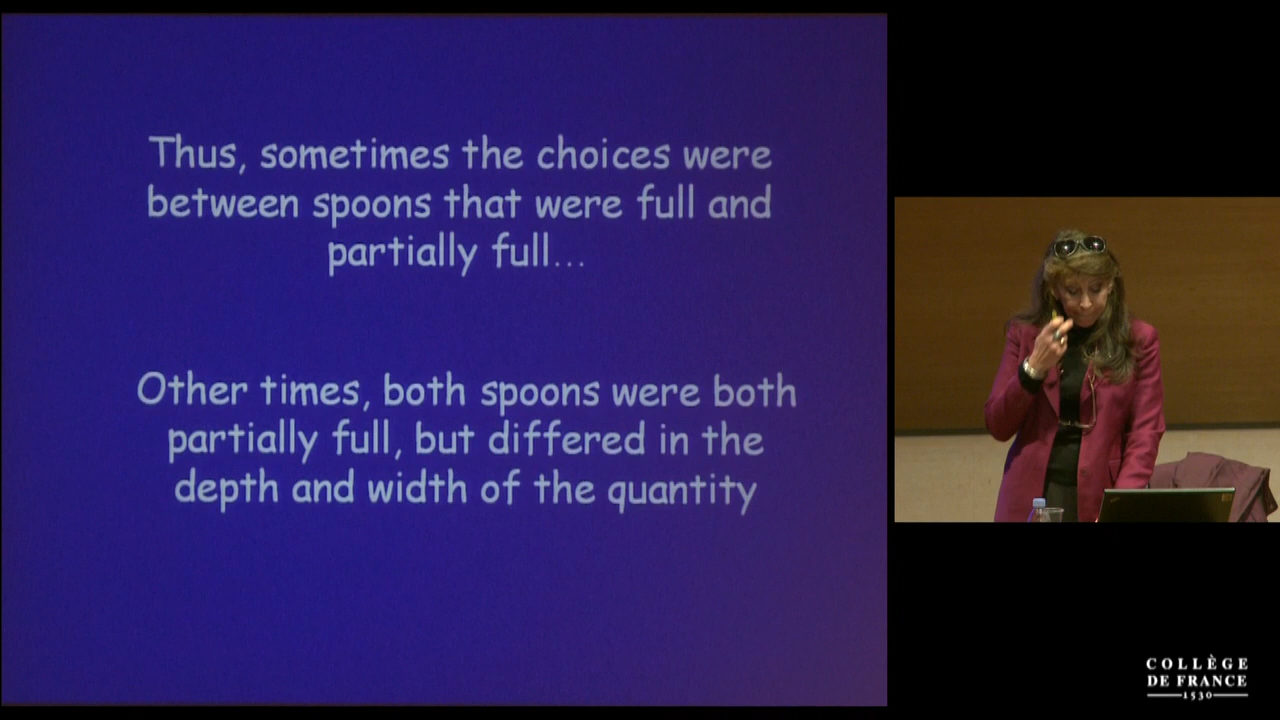 Thus, sometimes the choices were
between spoons that were full and
partially full...
Other times, both spoons were both
partially full, but differed in the
depth and width of the quantity
COLLÈGE
DE FRANCE
1530